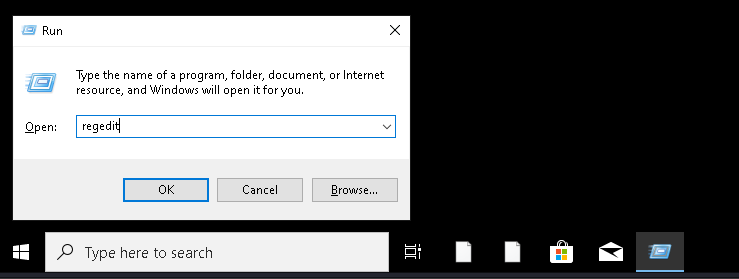 Run
Type the name of a program, folder, document, or Internet
resource, and Windows will open it for you.
Open: regedit
OK Cancel Browse...
Type here to search